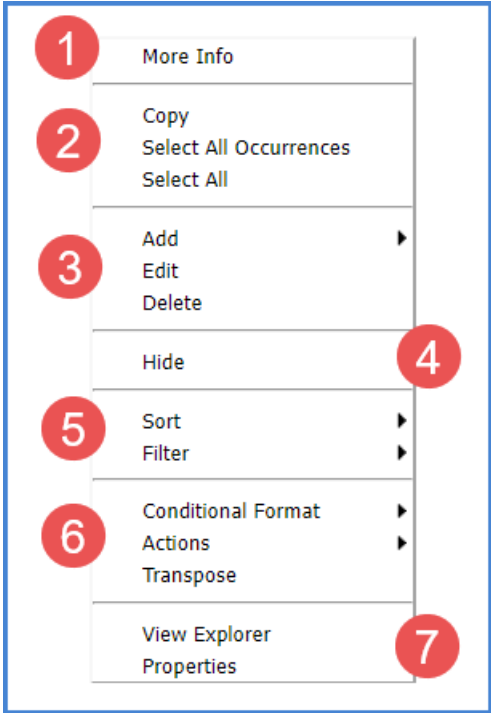 1
More Info
2
Copy
Select All Occurrences
Select All
3
Add
Edit
Delete
Hide
4
5
Sort
Filter
6
Conditional Format
Actions
Transpose
View Explorer
7
Properties